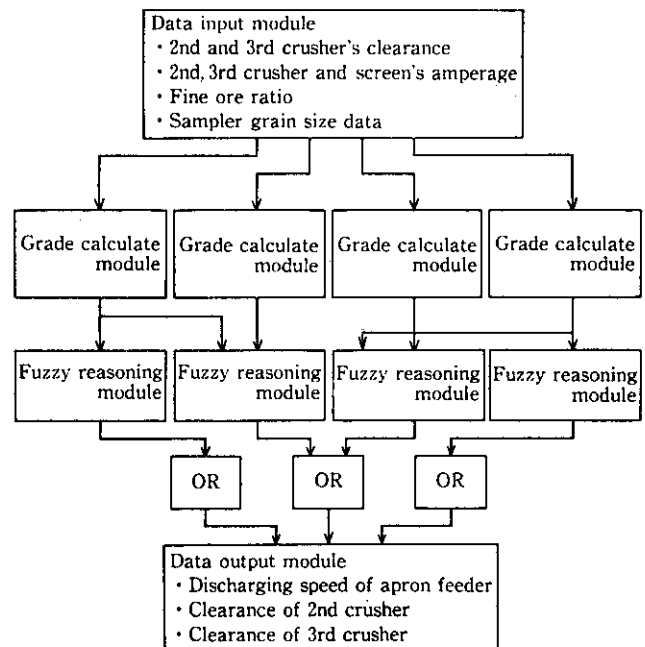 Data input module
・2nd and 3rd crusher's clearance
・2nd, 3rd crusher and screen's amperage
・Fine ore ratio
・Sampler grain size data
Grade calculate
module
Grade calculate
module
Grade calculate
module
Grade calculate
module
Fuzzy reasoning
module
Fuzzy reasoning
module
Fuzzy reasoning
module
Fuzzy reasoning
module
OR
OR
OR
Data output module
・Discharging speed of apron feeder
・Clearance of 2nd crusher
・Clearance of 3rd crusher